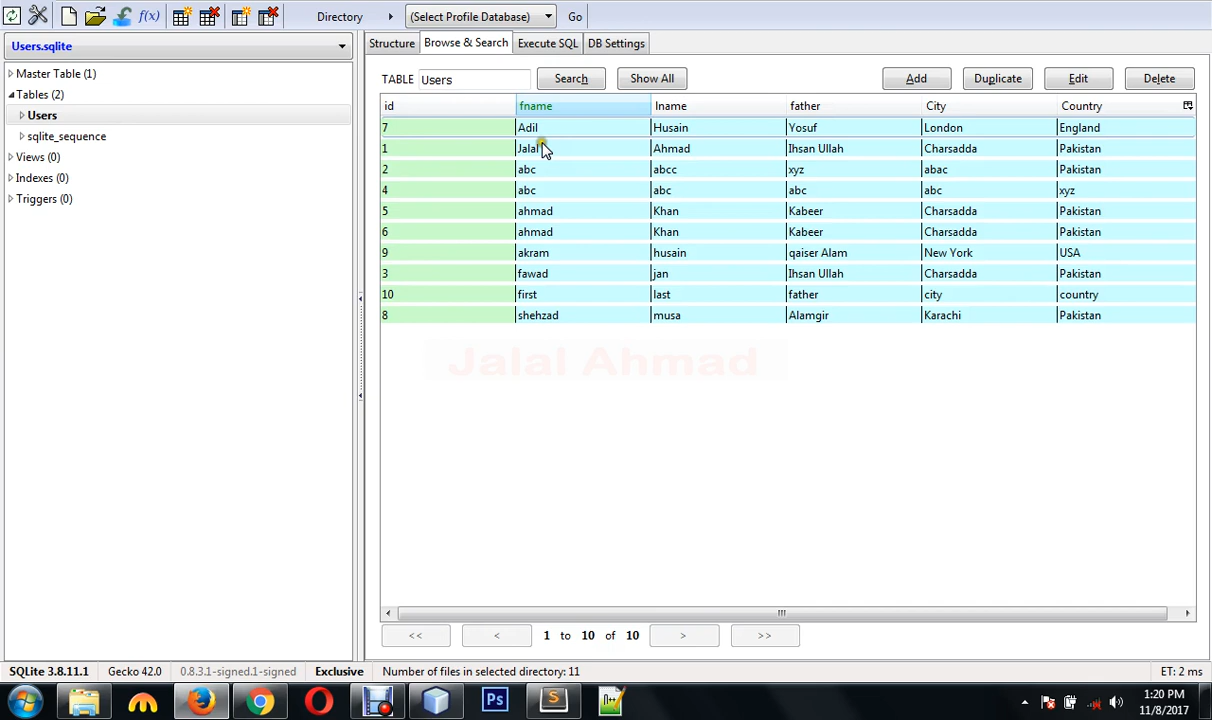 f(x) Directory (Select Profile Database) Go
Users.sqlite
Structure Browse & Search Execute SQL DB Settings
Master Table (1)
Tables (2)
Users
sqlite_sequence
Views (0)
Indexes (0)
Triggers (0)
TABLE Users Search Show All Add Duplicate Edit Delete
id fname lname father City Country
7 Adil Husain Yosuf London England
1 Jalal Ahmad Ihsan Ullah Charsadda Pakistan
2 abc abcc xyz abac Pakistan
4 abc abc abc abc xyz
5 ahmad Khan Kabeer Charsadda Pakistan
6 ahmad Khan Kabeer Charsadda Pakistan
9 akram husain qaiser Alam New York USA
3 fawad jan Ihsan Ullah Charsadda Pakistan
10 first last father city country
8 shehzad musa Alamgir Karachi Pakistan
Jalal Ahmad
<< < 1 to 10 of 10 > >>
SQLite 3.8.11.1 Gecko 42.0 0.8.3.1-signed.1-signed Exclusive Number of files in selected directory: 11 ET: 2 ms
Ps S 1:20 PM
11/8/2017